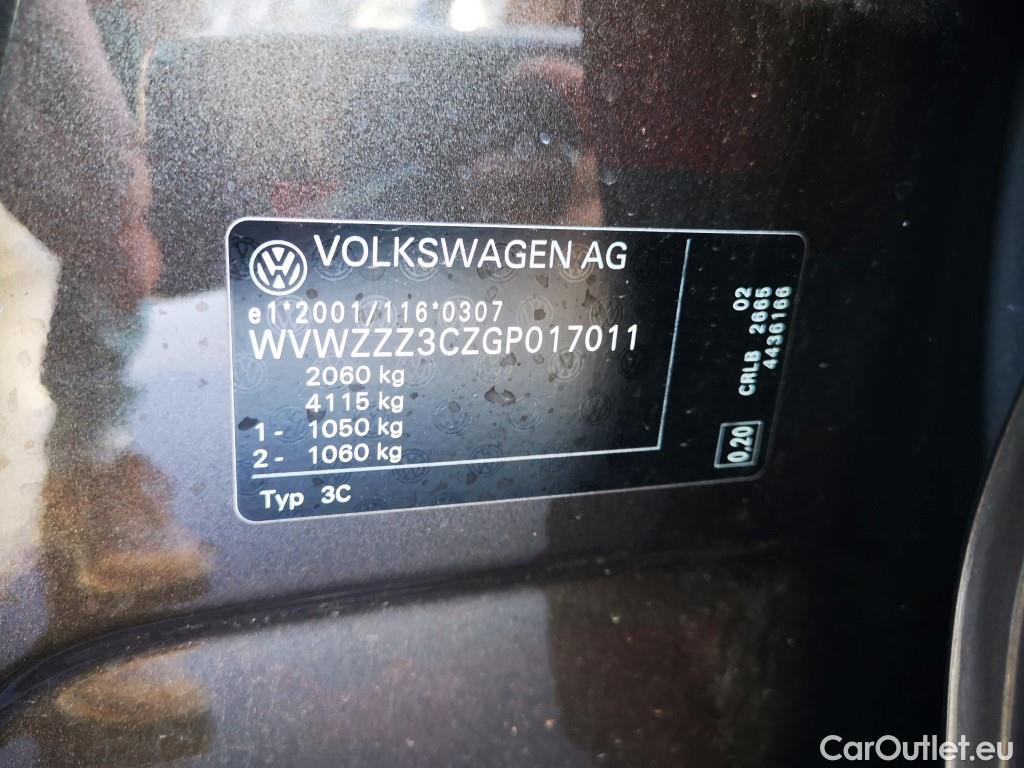 VOLKSWAGEN AG
e1*2001/116*0307
WVWZZZ3CZGP017011
2060 kg
4115 kg
1- 1050 kg
2- 1060 kg
Typ 3C
02
CRLB 2665
4436166
0,20
CarOutlet.eu